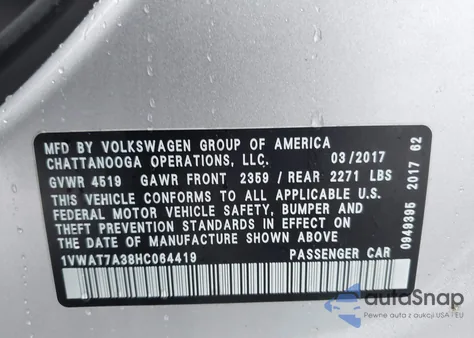 MFD BY VOLKSWAGEN GROUP OF AMERICA
CHATTANOOGA OPERATIONS, LLC. 03/2017
GVWR 4519 GAWR FRONT 2359 / REAR 2271 LBS
THIS VEHICLE CONFORMS TO ALL APPLICABLE U.S.
FEDERAL MOTOR VEHICLE SAFETY, BUMPER AND
THEFT PREVENTION STANDARDS IN EFFECT ON THE
DATE OF MANUFACTURE SHOWN ABOVE.
1VWAT7A38HC064419 PASSENGER CAR
0949395 2017 62
autoSnap
Pewne auta z aukcji USA i EU